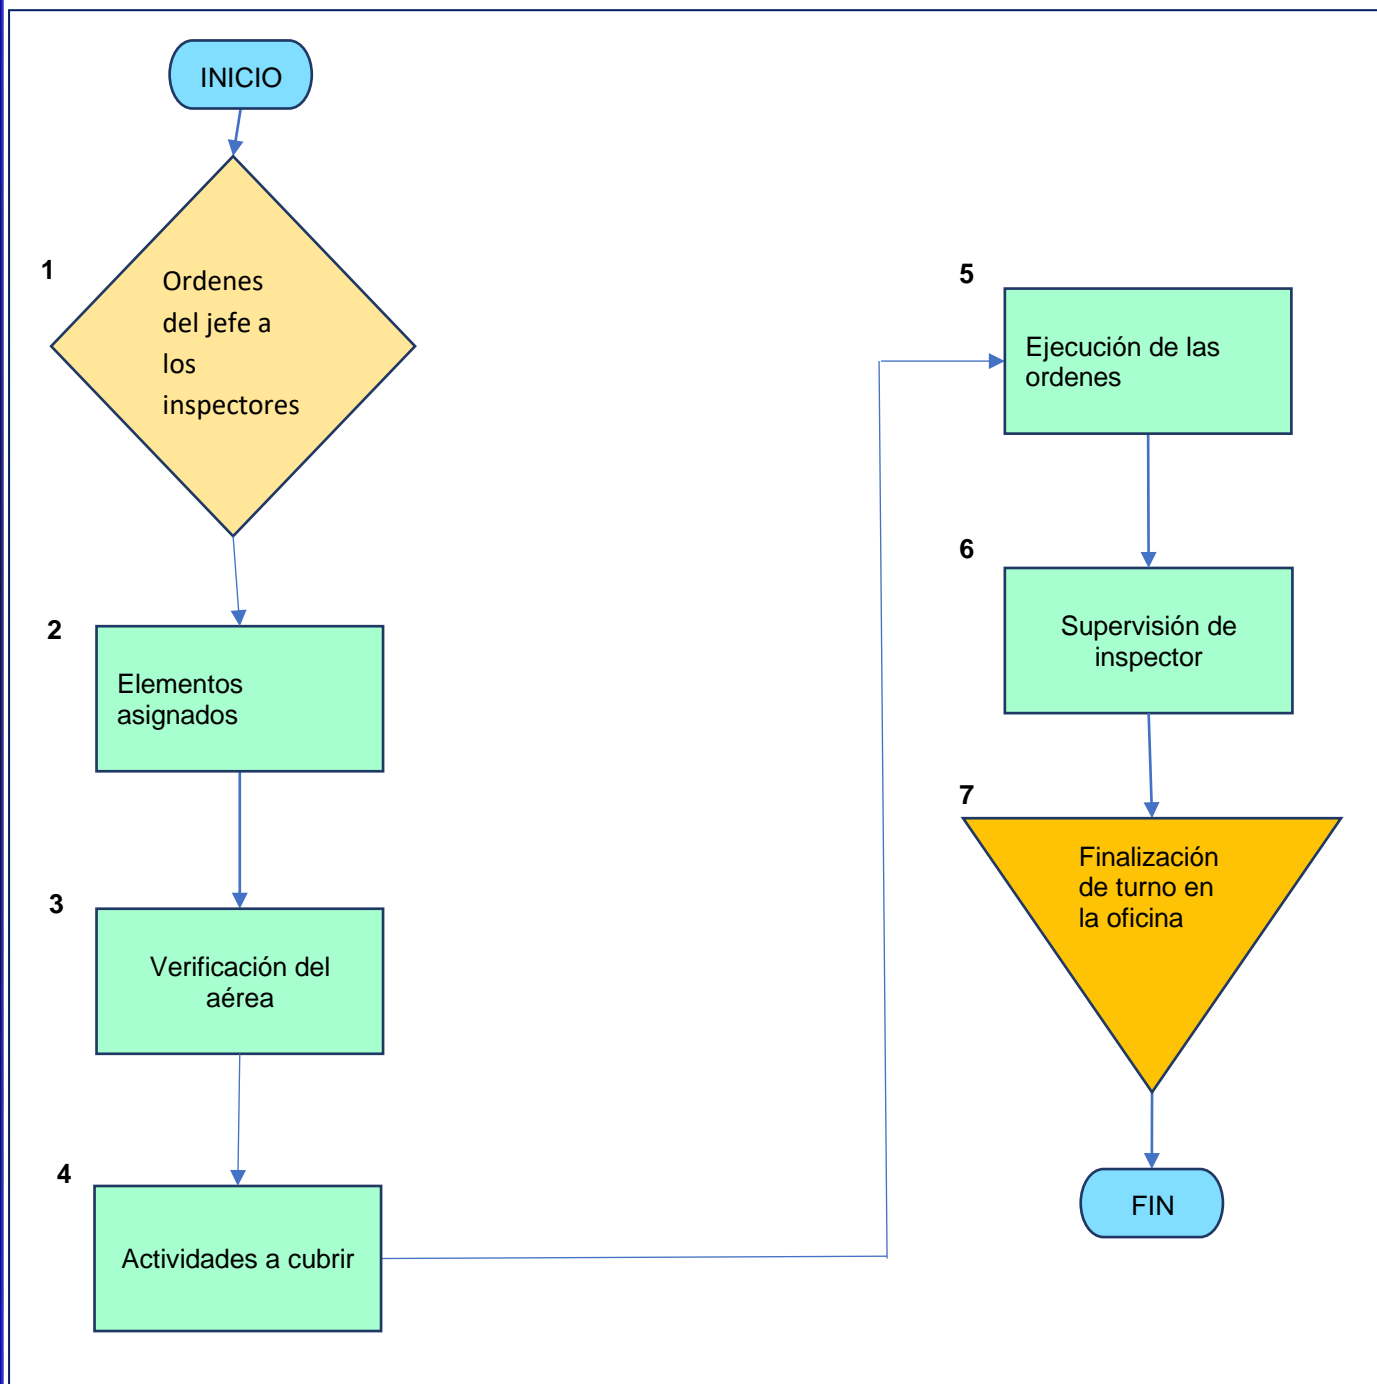 INICIO
1
Ordenes
del jefe a
los
inspectores
2
Elementos
asignados
3
Verificación del
aérea
4
Actividades a cubrir
5
Ejecución de las
ordenes
6
Supervisión de
inspector
7
Finalización
de turno en
la oficina
FIN